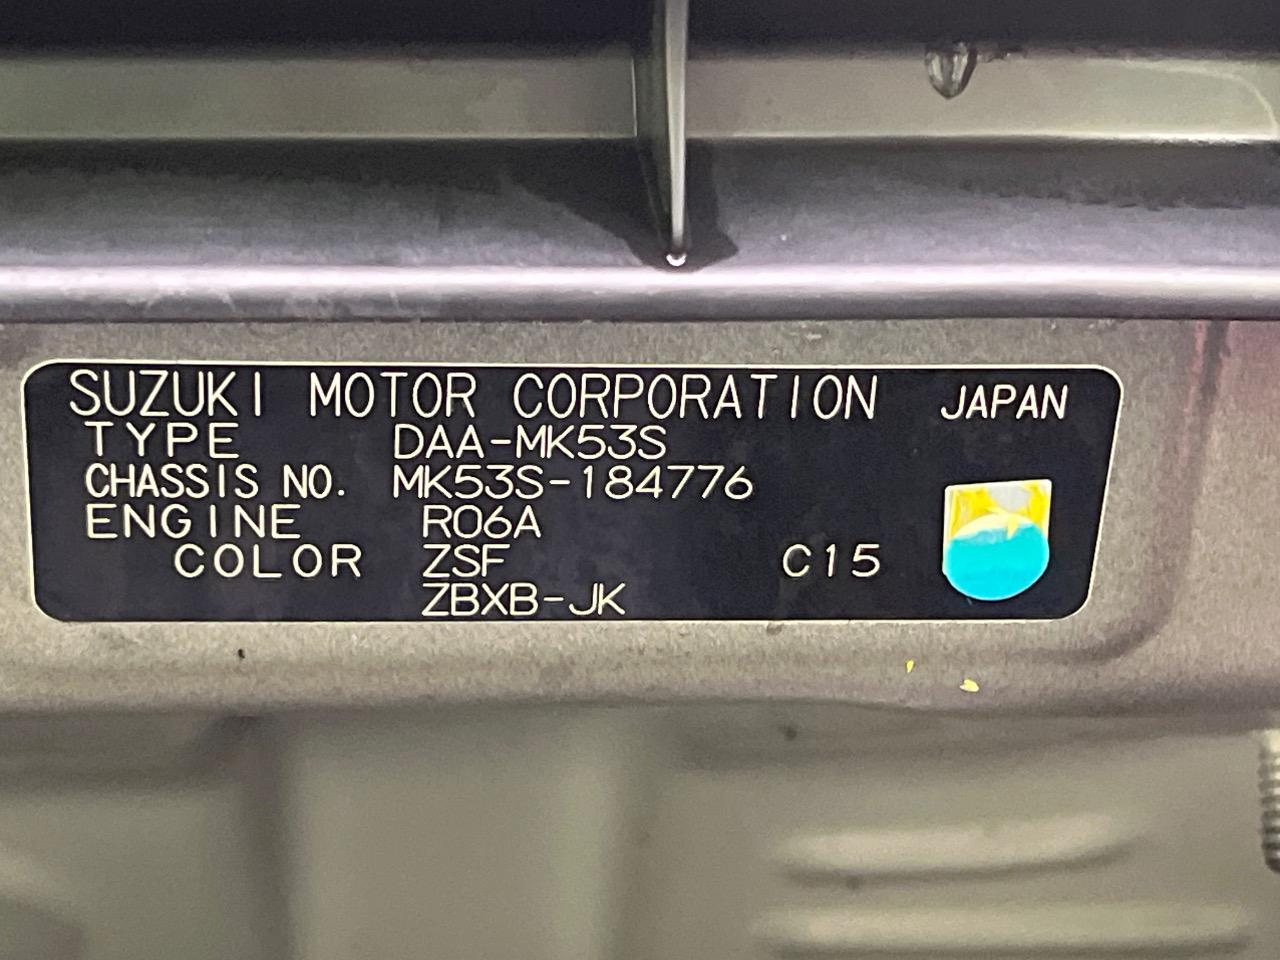 SUZUKI MOTOR CORPORATION JAPAN
TYPE DAA-MK53S
CHASSIS NO. MK53S-184776
ENGINE R06A
COLOR ZSF C15
ZBXB-JK